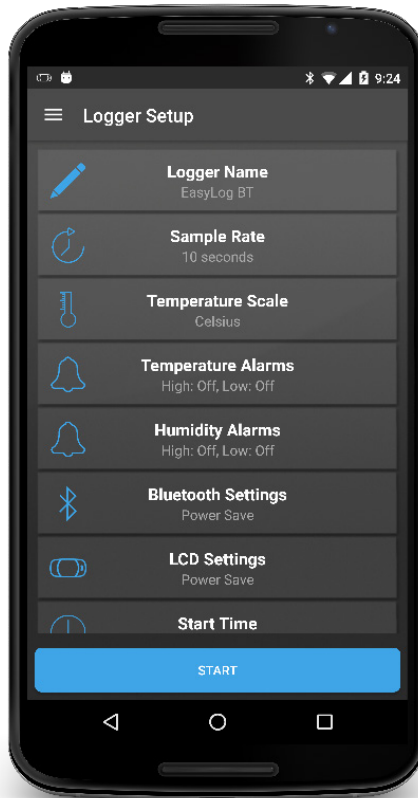 9:24
Logger Setup
Logger Name
EasyLog BT
Sample Rate
10 seconds
Temperature Scale
Celsius
Temperature Alarms
High: Off, Low: Off
Humidity Alarms
High: Off, Low: Off
Bluetooth Settings
Power Save
LCD Settings
Power Save
Start Time
START